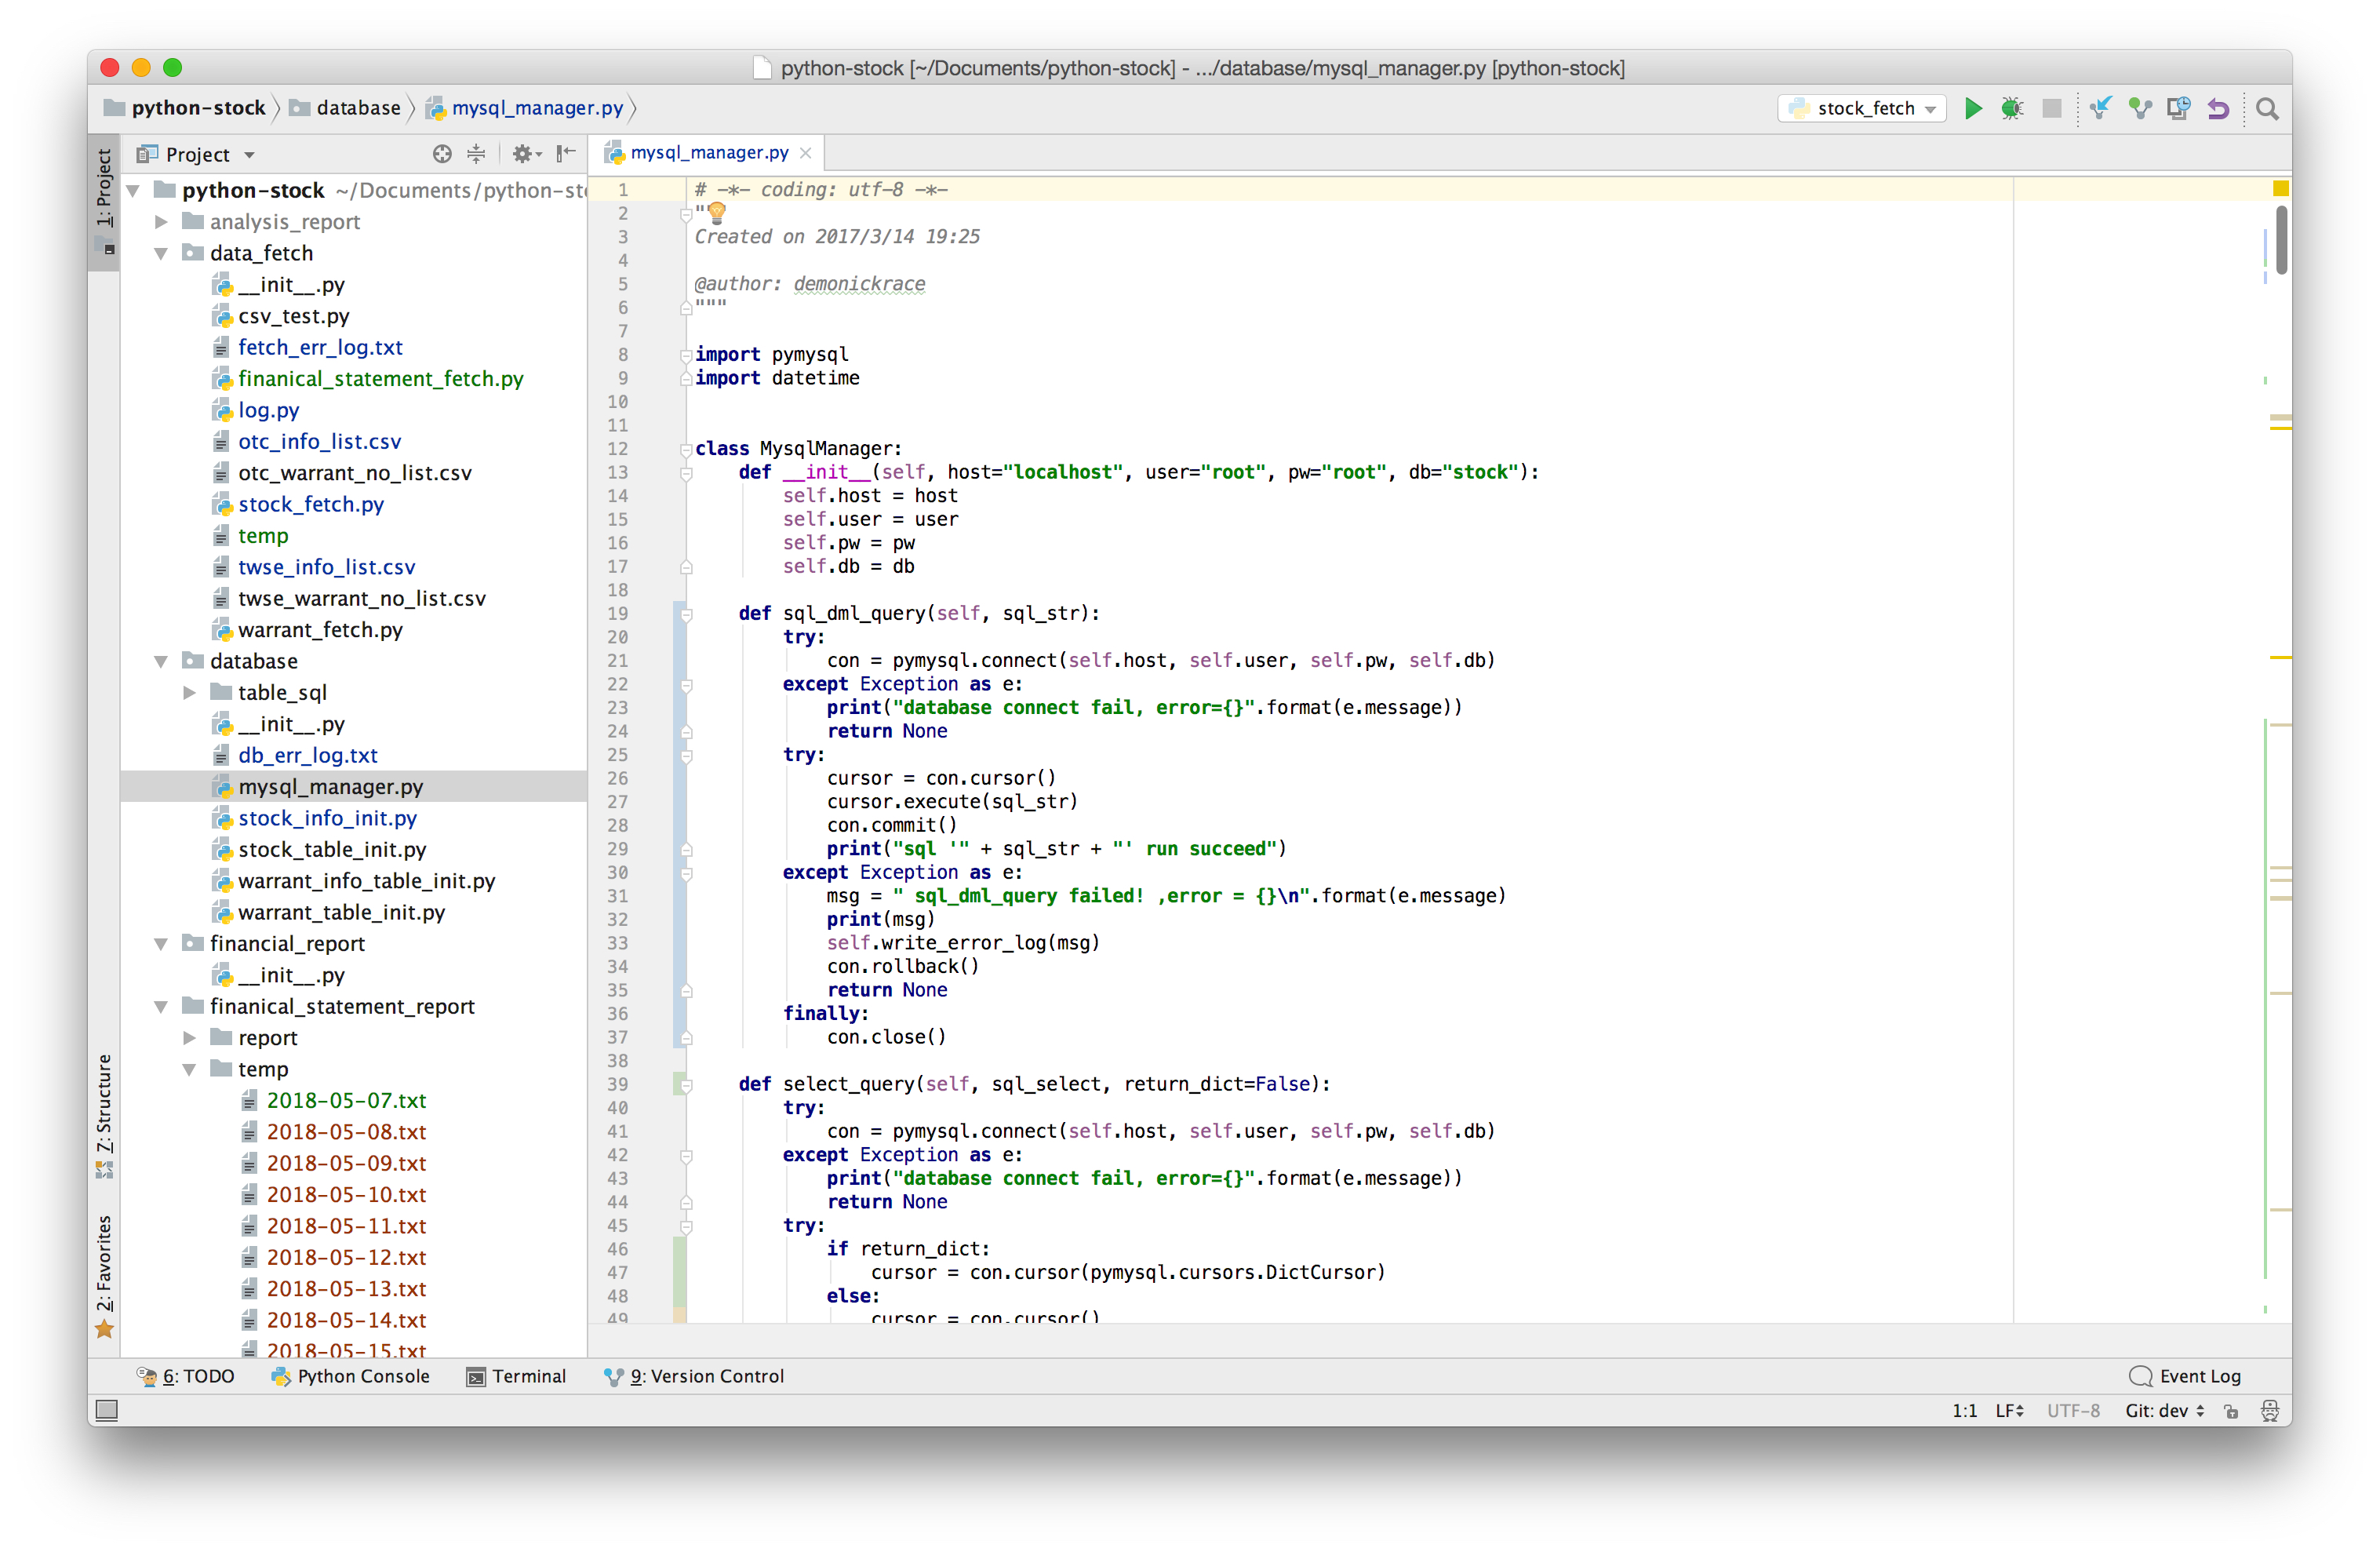 python-stock [~/Documents/python-stock] - .../database/mysql_manager.py [python-stock]
python-stock database mysql_manager.py
stock_fetch
1: Project
7: Structure
2: Favorites
Project
python-stock ~/Documents/python-st
analysis_report
data_fetch
__init__.py
csv_test.py
fetch_err_log.txt
finanical_statement_fetch.py
log.py
otc_info_list.csv
otc_warrant_no_list.csv
stock_fetch.py
temp
twse_info_list.csv
twse_warrant_no_list.csv
warrant_fetch.py
database
table_sql
__init__.py
db_err_log.txt
mysql_manager.py
stock_info_init.py
stock_table_init.py
warrant_info_table_init.py
warrant_table_init.py
financial_report
__init__.py
finanical_statement_report
report
temp
2018-05-07.txt
2018-05-08.txt
2018-05-09.txt
2018-05-10.txt
2018-05-11.txt
2018-05-12.txt
2018-05-13.txt
2018-05-14.txt
2018-05-15.txt
mysql_manager.py
1 # -*- coding: utf-8 -*-
2 "
3 Created on 2017/3/14 19:25
4
5 @author: demonickrace
6 """
7
8 import pymysql
9 import datetime
10
11
12 class MysqlManager:
13 def __init__(self, host="localhost", user="root", pw="root", db="stock"):
14 self.host = host
15 self.user = user
16 self.pw = pw
17 self.db = db
18
19 def sql_dml_query(self, sql_str):
20 try:
21 con = pymysql.connect(self.host, self.user, self.pw, self.db)
22 except Exception as e:
23 print("database connect fail, error={}".format(e.message))
24 return None
25 try:
26 cursor = con.cursor()
27 cursor.execute(sql_str)
28 con.commit()
29 print("sql '" + sql_str + "' run succeed")
30 except Exception as e:
31 msg = " sql_dml_query failed! ,error = {}\n".format(e.message)
32 print(msg)
33 self.write_error_log(msg)
34 con.rollback()
35 return None
36 finally:
37 con.close()
38
39 def select_query(self, sql_select, return_dict=False):
40 try:
41 con = pymysql.connect(self.host, self.user, self.pw, self.db)
42 except Exception as e:
43 print("database connect fail, error={}".format(e.message))
44 return None
45 try:
46 if return_dict:
47 cursor = con.cursor(pymysql.cursors.DictCursor)
48 else:
49 cursor = con.cursor()
6: TODO Python Console Terminal 9: Version Control Event Log
1:1 LF UTF-8 Git: dev